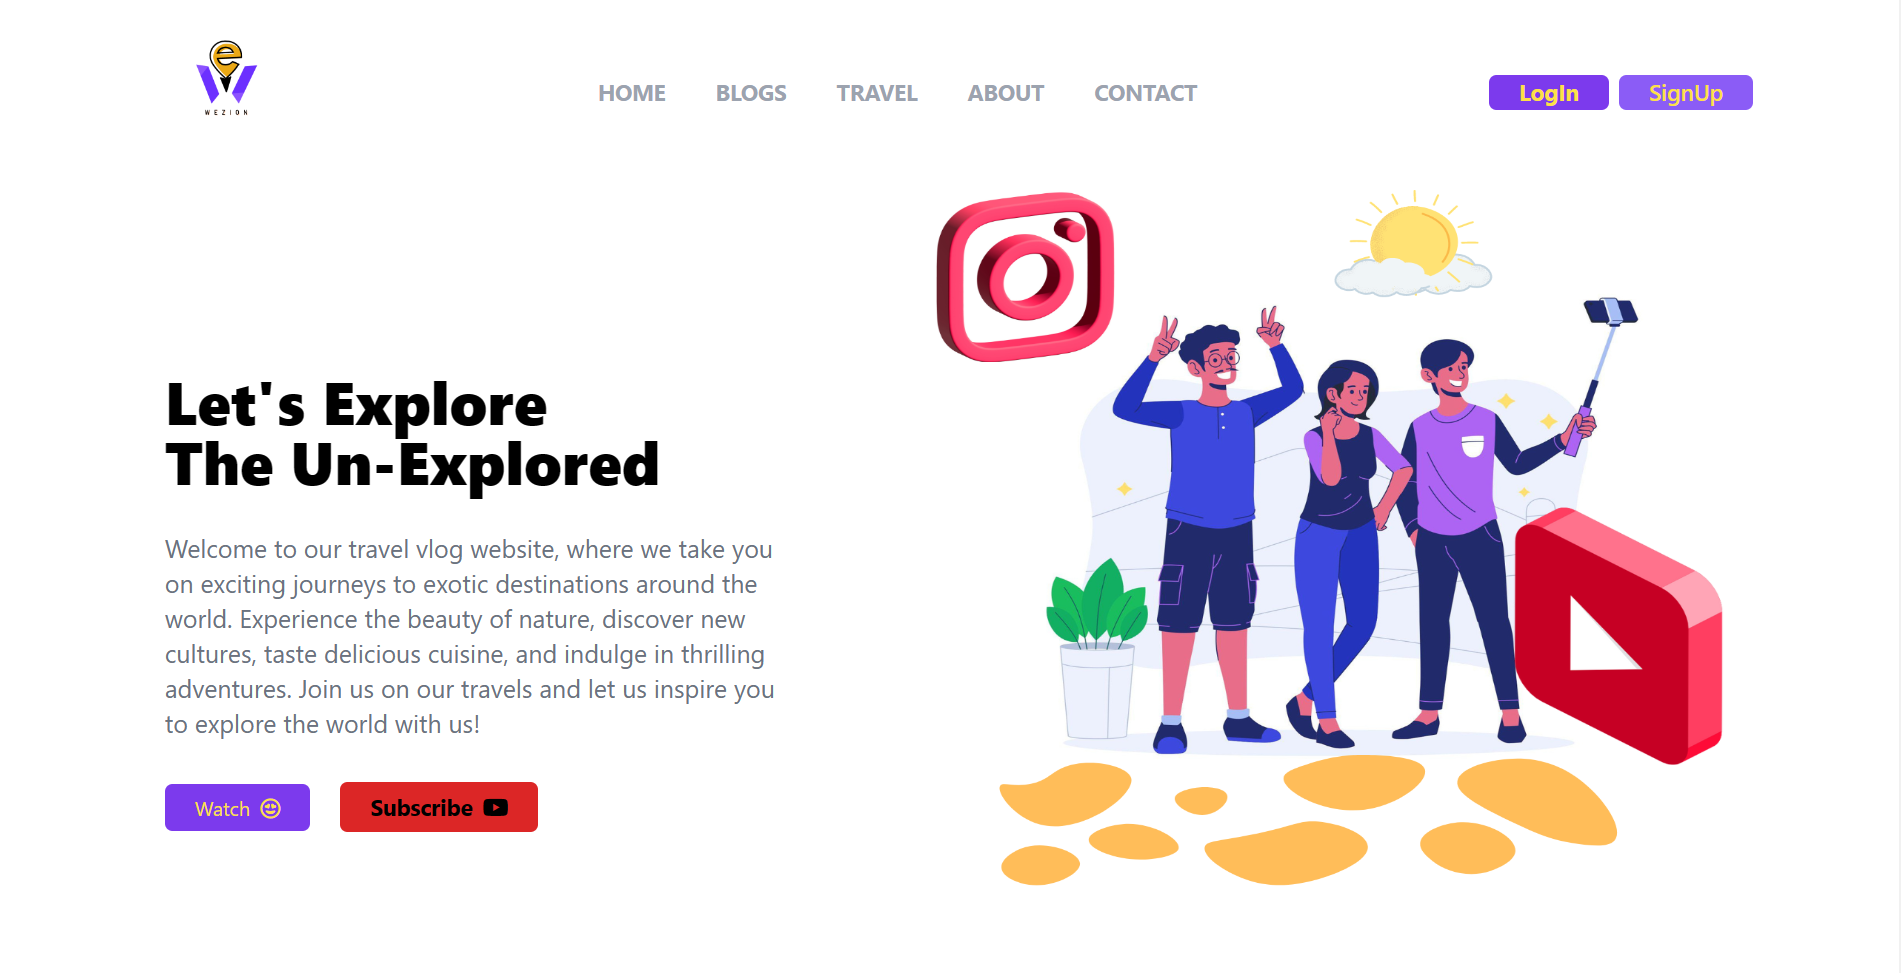 WEZION
HOME BLOGS TRAVEL ABOUT CONTACT
LogIn SignUp
Let's Explore
The Un-Explored
Welcome to our travel vlog website, where we take you
on exciting journeys to exotic destinations around the
world. Experience the beauty of nature, discover new
cultures, taste delicious cuisine, and indulge in thrilling
adventures. Join us on our travels and let us inspire you
to explore the world with us!
Watch Subscribe